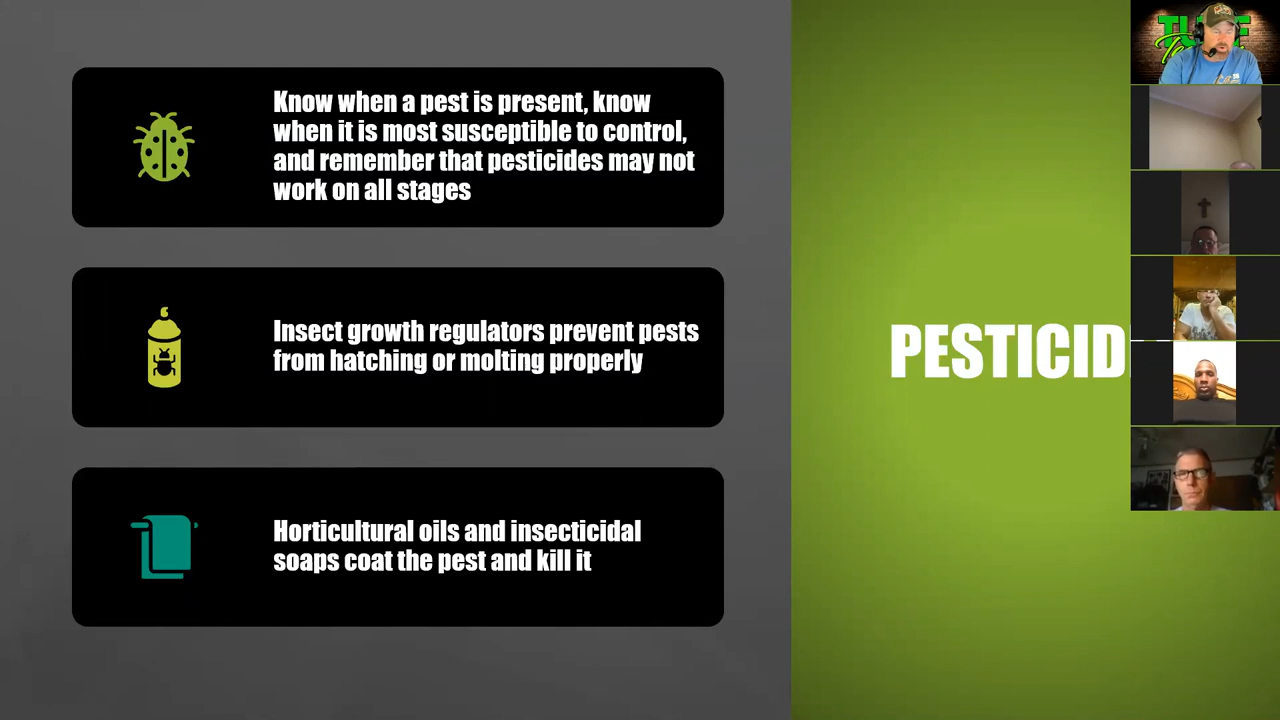 Know when a pest is present, know
when it is most susceptible to control,
and remember that pesticides may not
work on all stages
Insect growth regulators prevent pests
from hatching or molting properly
Horticultural oils and insecticidal
soaps coat the pest and kill it
PESTICID